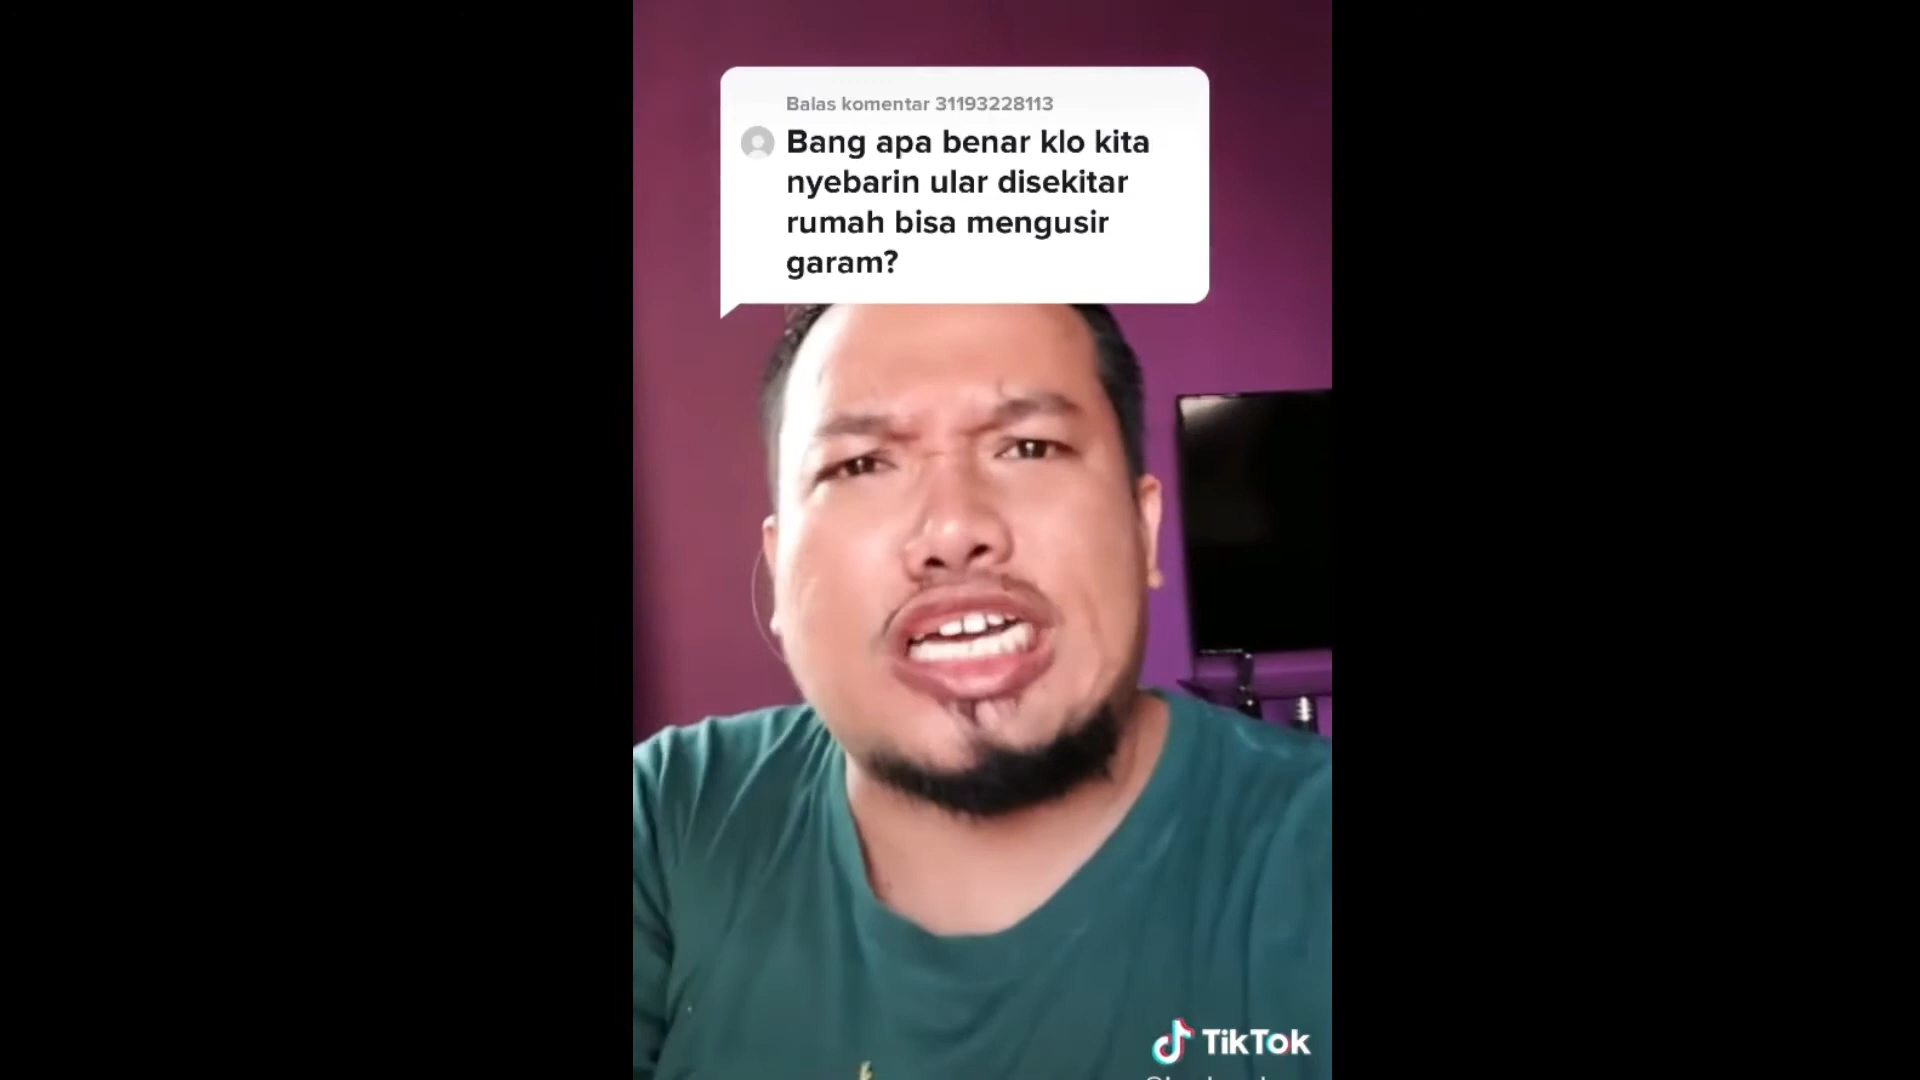 Balas komentar 31193228113
Bang apa benar klo kita
nyebarin ular disekitar
rumah bisa mengusir
garam?
TikTok